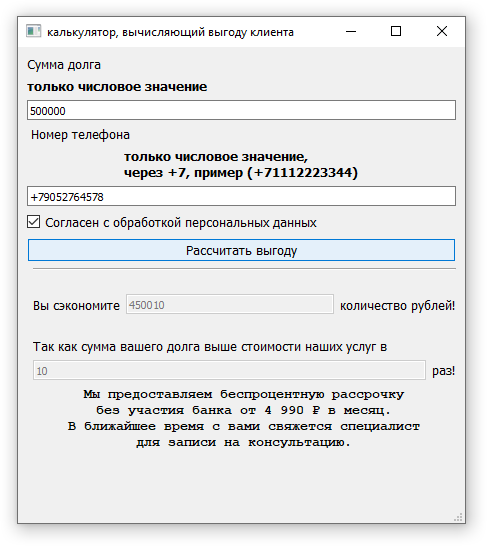 калькулятор, вычисляющий выгоду клиента
Сумма долга
только числовое значение
500000
Номер телефона
только числовое значение,
через +7, пример (+71112223344)
+79052764578
Согласен с обработкой персональных данных
Рассчитать выгоду
Вы сэкономите 450010 количество рублей!
Так как сумма вашего долга выше стоимости наших услуг в
10 раз!
Мы предоставляем беспроцентную рассрочку
без участия банка от 4 990 ₽ в месяц.
В ближайшее время с вами свяжется специалист
для записи на консультацию.